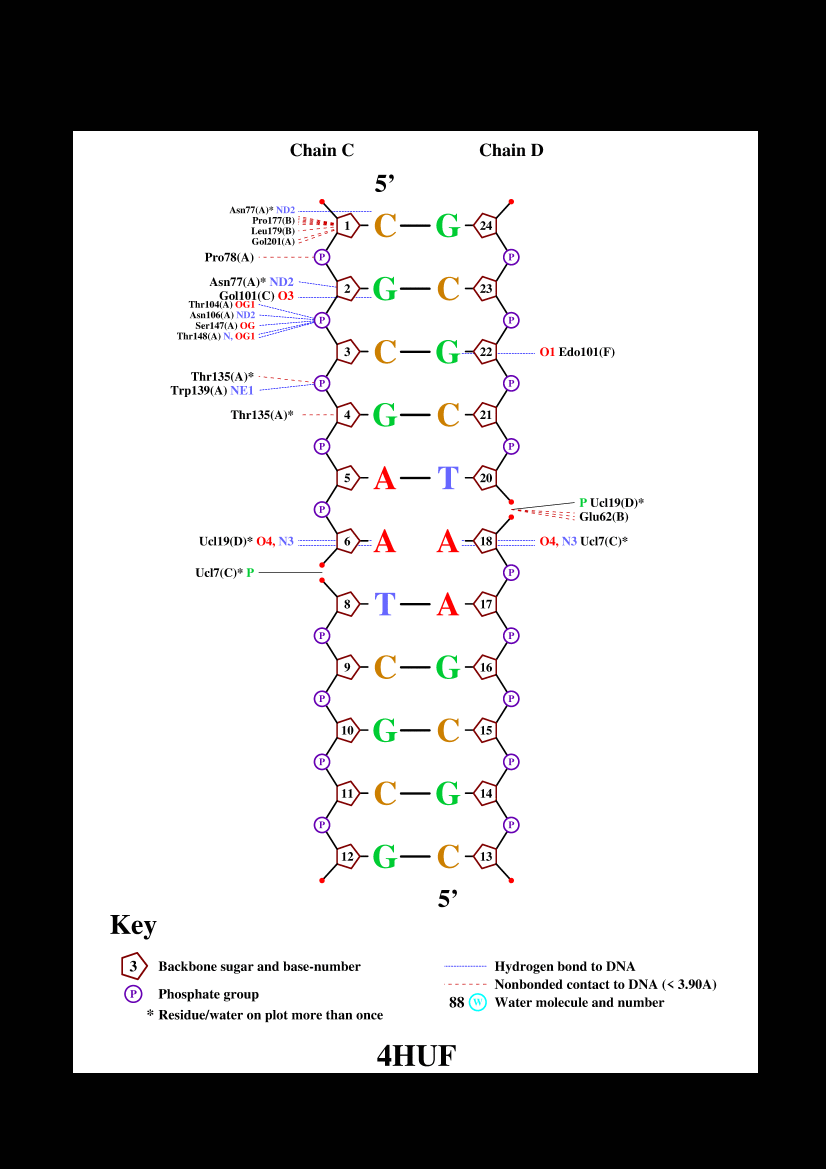 Chain C Chain D
5’
Asn77(A)* ND2
Pro177(B)
Leu179(B)
Gol201(A)
1 C G 24
Pro78(A) P P
Asn77(A)* ND2
2 G C 23
Gol101(C) O3
Thr104(A) OG1
Asn106(A) ND2
P P
Ser147(A) OG
Thr148(A) N, OG1
3 C G 22 O1 Edo101(F)
Thr135(A)*
P P
Trp139(A) NE1
Thr135(A)* 4 G C 21
P P
5 A T 20
P Ucl19(D)*
P
Glu62(B)
Ucl19(D)* O4, N3 6 A A 18 O4, N3 Ucl7(C)*
Ucl7(C)* P P
8 T A 17
P P
9 C G 16
P P
10 G C 15
P P
11 C G 14
P P
12 G C 13
5’
Key
3 Backbone sugar and base-number
P Phosphate group
* Residue/water on plot more than once
Hydrogen bond to DNA
Nonbonded contact to DNA (< 3.90A)
88 W Water molecule and number
4HUF